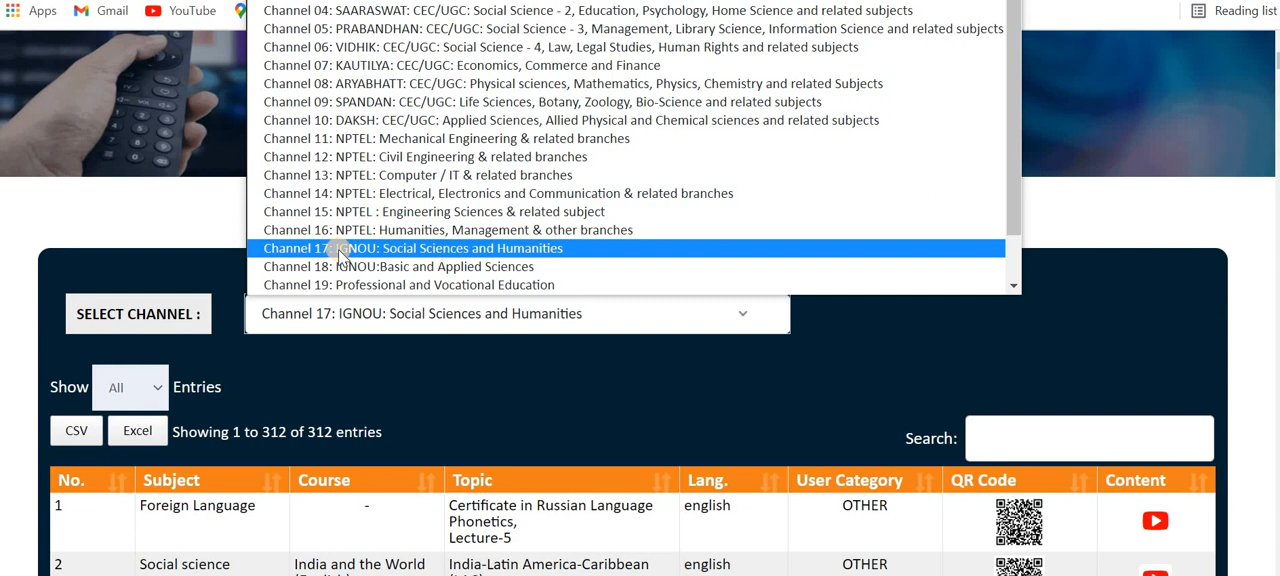 Apps Gmail YouTube Reading list
Channel 04: SAARASWAT: CEC/UGC: Social Science - 2, Education, Psychology, Home Science and related subjects
Channel 05: PRABANDHAN: CEC/UGC: Social Science - 3, Management, Library Science, Information Science and related subjects
Channel 06: VIDHIK: CEC/UGC: Social Science - 4, Law, Legal Studies, Human Rights and related subjects
Channel 07: KAUTILYA: CEC/UGC: Economics, Commerce and Finance
Channel 08: ARYABHATT: CEC/UGC: Physical sciences, Mathematics, Physics, Chemistry and related Subjects
Channel 09: SPANDAN: CEC/UGC: Life Sciences, Botany, Zoology, Bio-Science and related subjects
Channel 10: DAKSH: CEC/UGC: Applied Sciences, Allied Physical and Chemical sciences and related subjects
Channel 11: NPTEL: Mechanical Engineering & related branches
Channel 12: NPTEL: Civil Engineering & related branches
Channel 13: NPTEL: Computer / IT & related branches
Channel 14: NPTEL: Electrical, Electronics and Communication & related branches
Channel 15: NPTEL : Engineering Sciences & related subject
Channel 16: NPTEL: Humanities, Management & other branches
Channel 17: IGNOU: Social Sciences and Humanities
Channel 18: IGNOU:Basic and Applied Sciences
Channel 19: Professional and Vocational Education
SELECT CHANNEL : Channel 17: IGNOU: Social Sciences and Humanities
Show All Entries
CSV Excel Showing 1 to 312 of 312 entries Search:
No. Subject Course Topic Lang. User Category QR Code Content
1 Foreign Language - Certificate in Russian Language english OTHER
Phonetics,
Lecture-5
2 Social science India and the World India-Latin America-Caribbean english OTHER